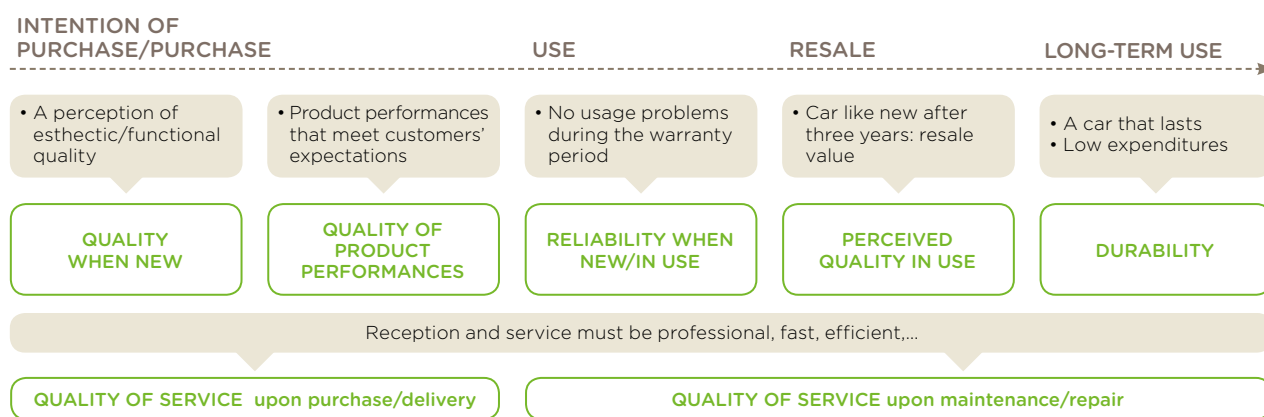 INTENTION OF
PURCHASE/PURCHASE
USE
RESALE
LONG-TERM USE
• A perception of
esthectic/functional
quality
• Product performances
that meet customers’
expectations
• No usage problems
during the warranty
period
• Car like new after
three years: resale
value
• A car that lasts
• Low expenditures
QUALITY
WHEN NEW
QUALITY OF
PRODUCT
PERFORMANCES
RELIABILITY WHEN
NEW/IN USE
PERCEIVED
QUALITY IN USE
DURABILITY
Reception and service must be professional, fast, efficient,...
QUALITY OF SERVICE upon purchase/delivery
QUALITY OF SERVICE upon maintenance/repair